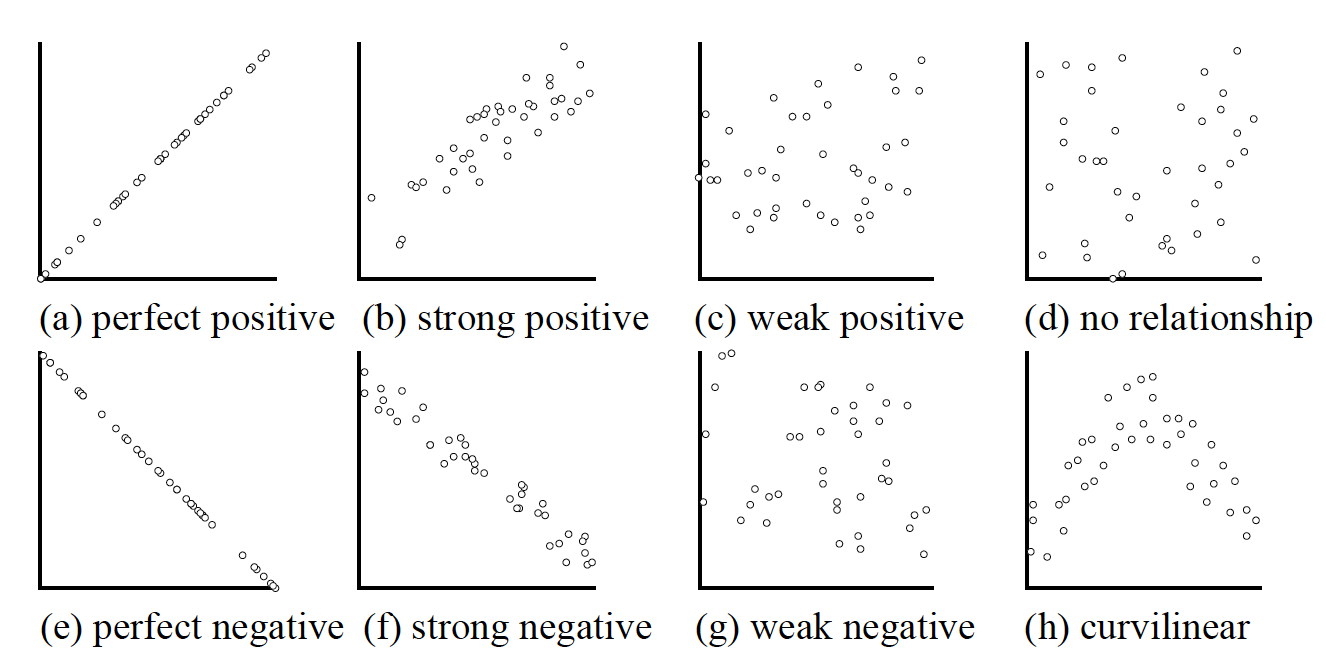 (a) perfect positive
(b) strong positive
(c) weak positive
(d) no relationship
(e) perfect negative
(f) strong negative
(g) weak negative
(h) curvilinear